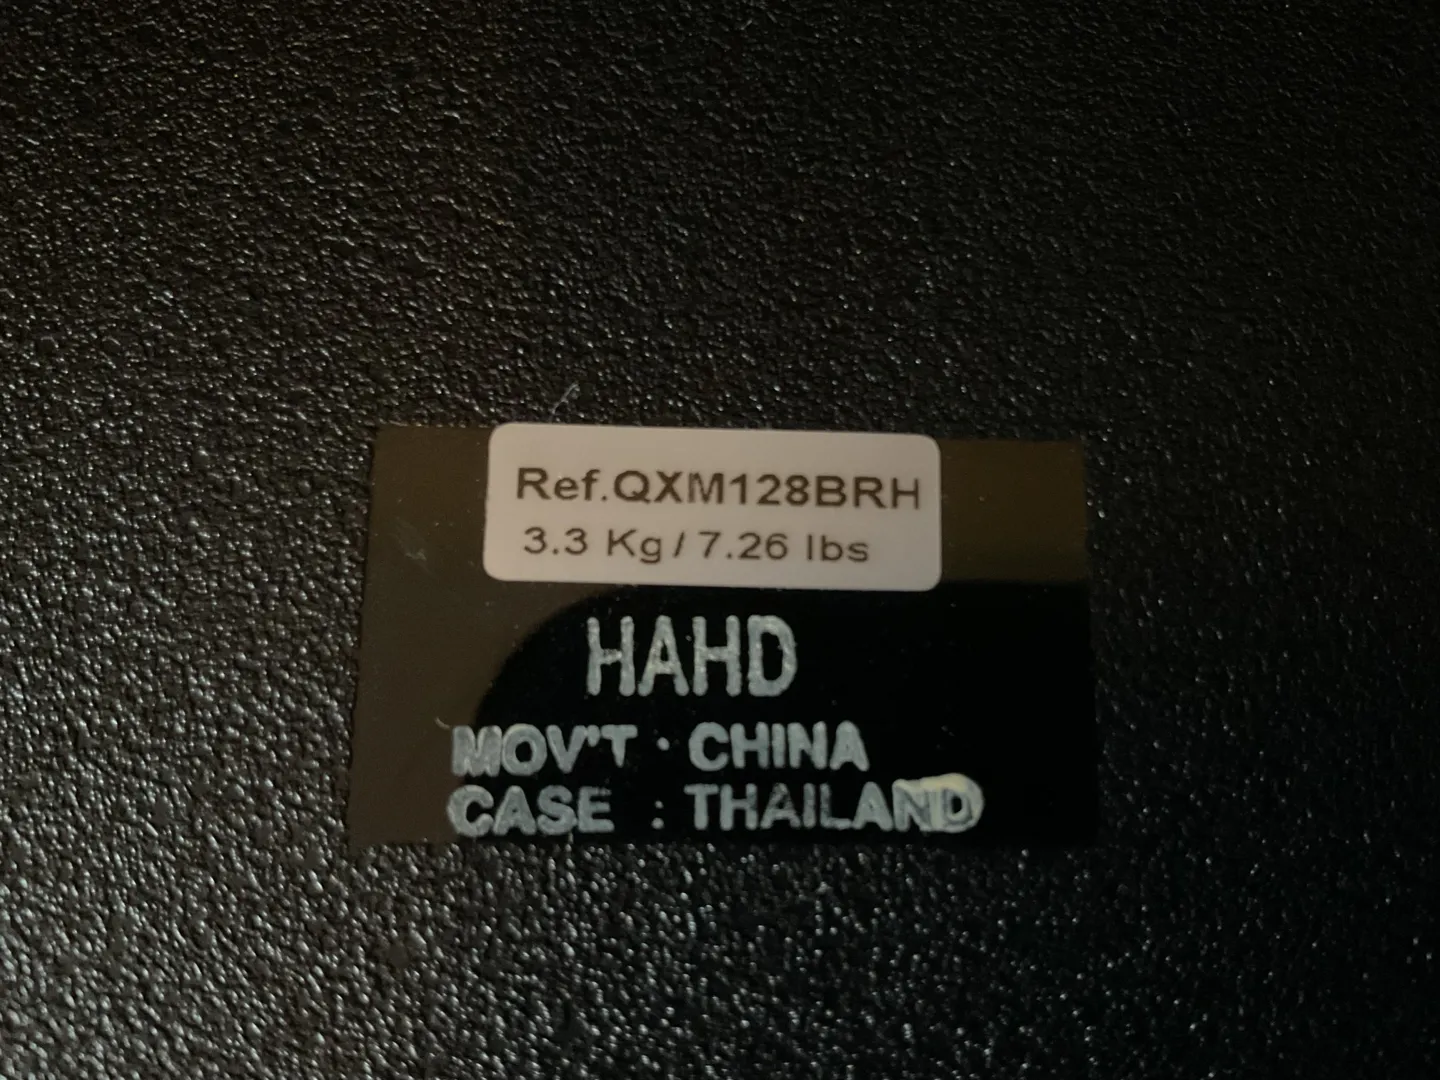 Ref.QXM128BRH
3.3 Kg / 7.26 lbs
HAHD
MOV'T · CHINA
CASE : THAILAND